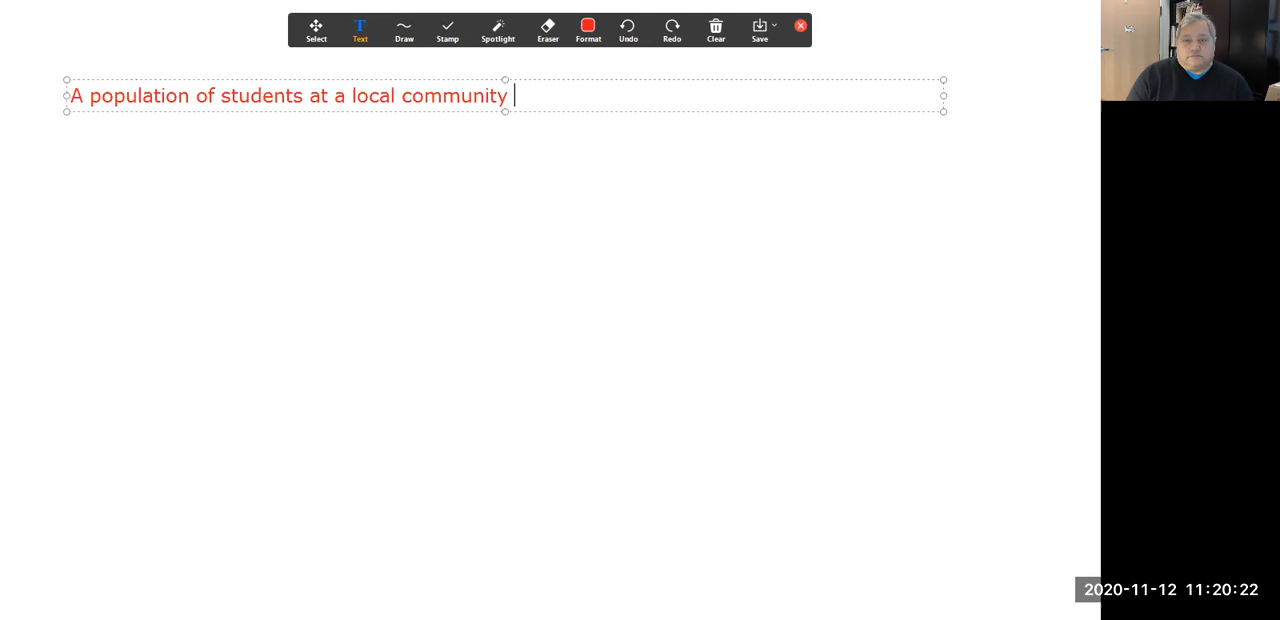 Select Text Draw Stamp Spotlight Eraser Format Undo Redo Clear Save
A population of students at a local community
2020-11-12 11:20:22